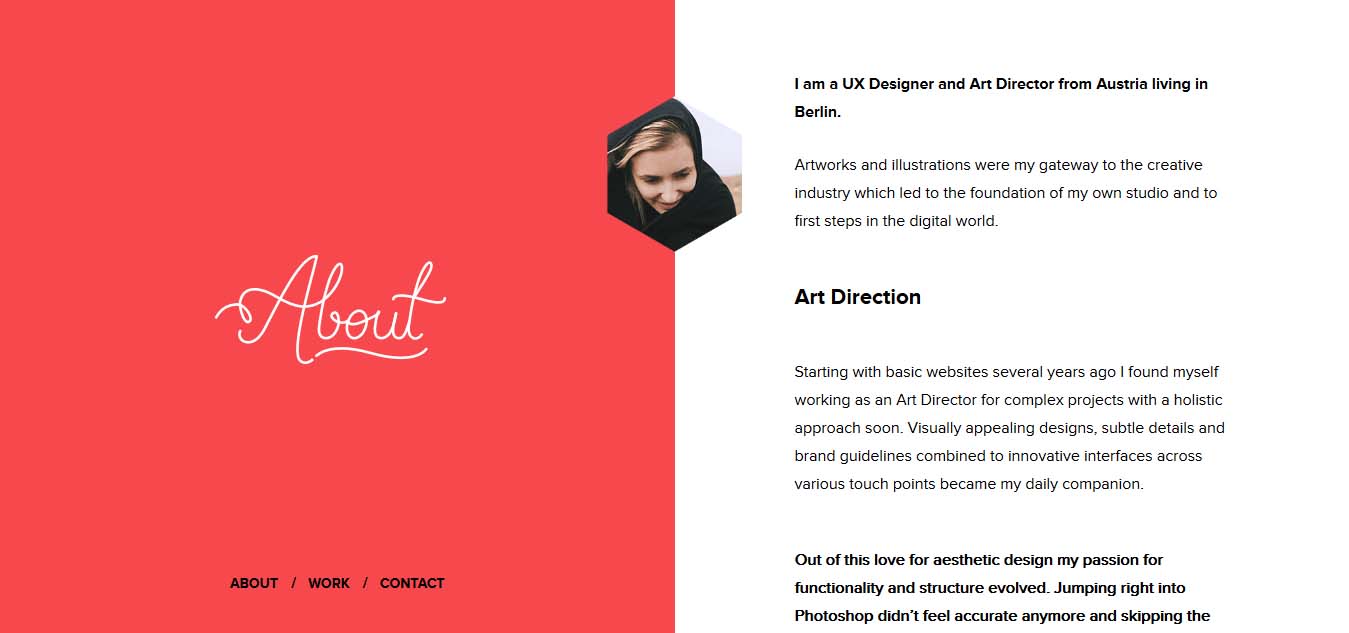 About
ABOUT / WORK / CONTACT
I am a UX Designer and Art Director from Austria living in
Berlin.
Artworks and illustrations were my gateway to the creative
industry which led to the foundation of my own studio and to
first steps in the digital world.
Art Direction
Starting with basic websites several years ago I found myself
working as an Art Director for complex projects with a holistic
approach soon. Visually appealing designs, subtle details and
brand guidelines combined to innovative interfaces across
various touch points became my daily companion.
Out of this love for aesthetic design my passion for
functionality and structure evolved. Jumping right into
Photoshop didn’t feel accurate anymore and skipping the